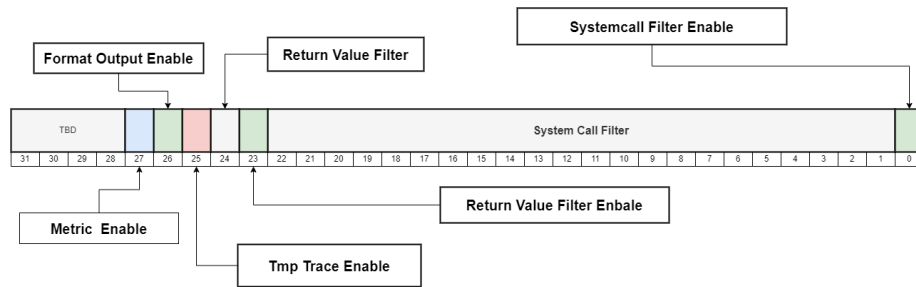 Systemcall Filter Enable
Format Output Enable
Return Value Filter
TBD
System Call Filter
31 30 29 28 27 26 25 24 23 22 21 20 19 18 17 16 15 14 13 12 11 10 9 8 7 6 5 4 3 2 1 0
Return Value Filter Enbale
Metric Enable
Tmp Trace Enable